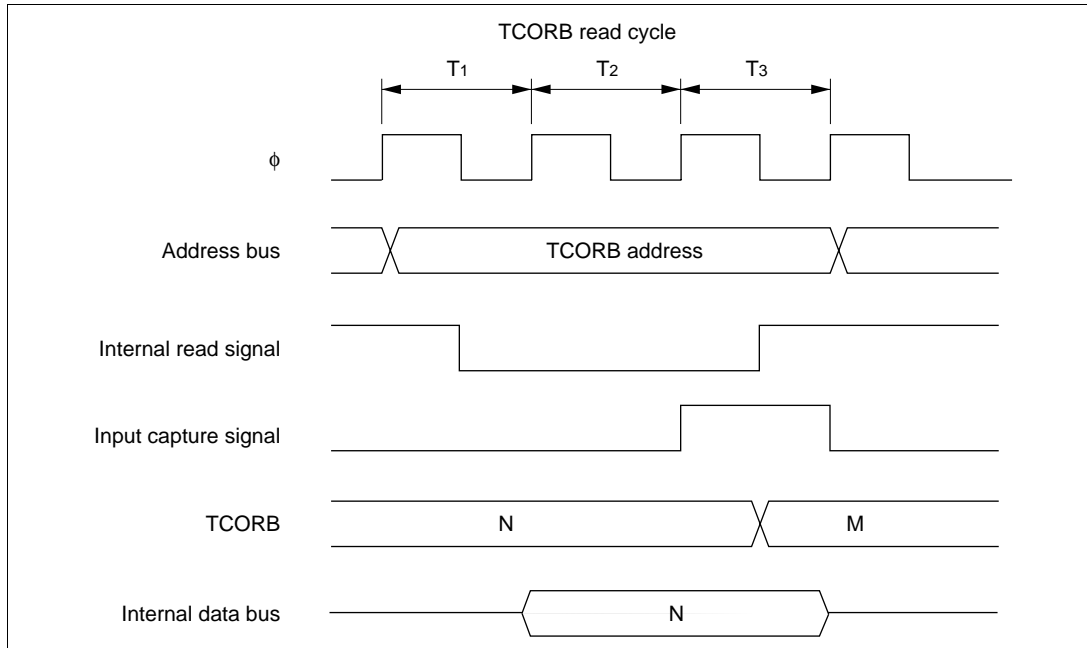 TCORB read cycle
T1 T2 T3
ϕ
Address bus TCORB address
Internal read signal
Input capture signal
TCORB N M
Internal data bus N